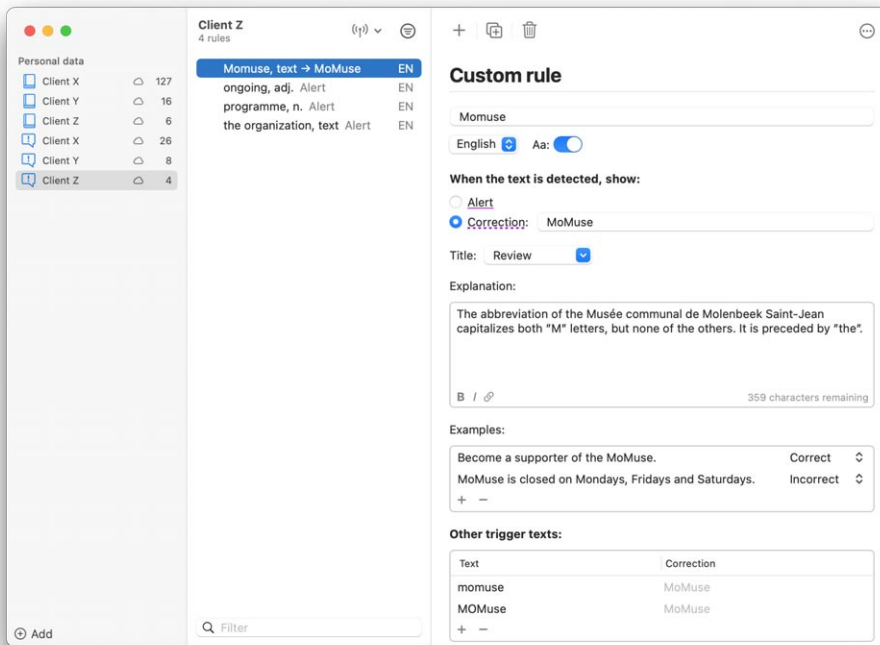 Personal data
Client X 127
Client Y 16
Client Z 6
Client X 26
Client Y 8
Client Z 4
Add
Client Z
4 rules
Momuse, text → MoMuse EN
ongoing, adj. Alert EN
programme, n. Alert EN
the organization, text Alert EN
Filter
Custom rule
Momuse
English Aa:
When the text is detected, show:
Alert
Correction: MoMuse
Title: Review
Explanation:
The abbreviation of the Musée communal de Molenbeek Saint-Jean
capitalizes both "M" letters, but none of the others. It is preceded by "the".
B I 359 characters remaining
Examples:
Become a supporter of the MoMuse. Correct
MoMuse is closed on Mondays, Fridays and Saturdays. Incorrect
+ −
Other trigger texts:
Text Correction
momuse MoMuse
MOMuse MoMuse
+ −